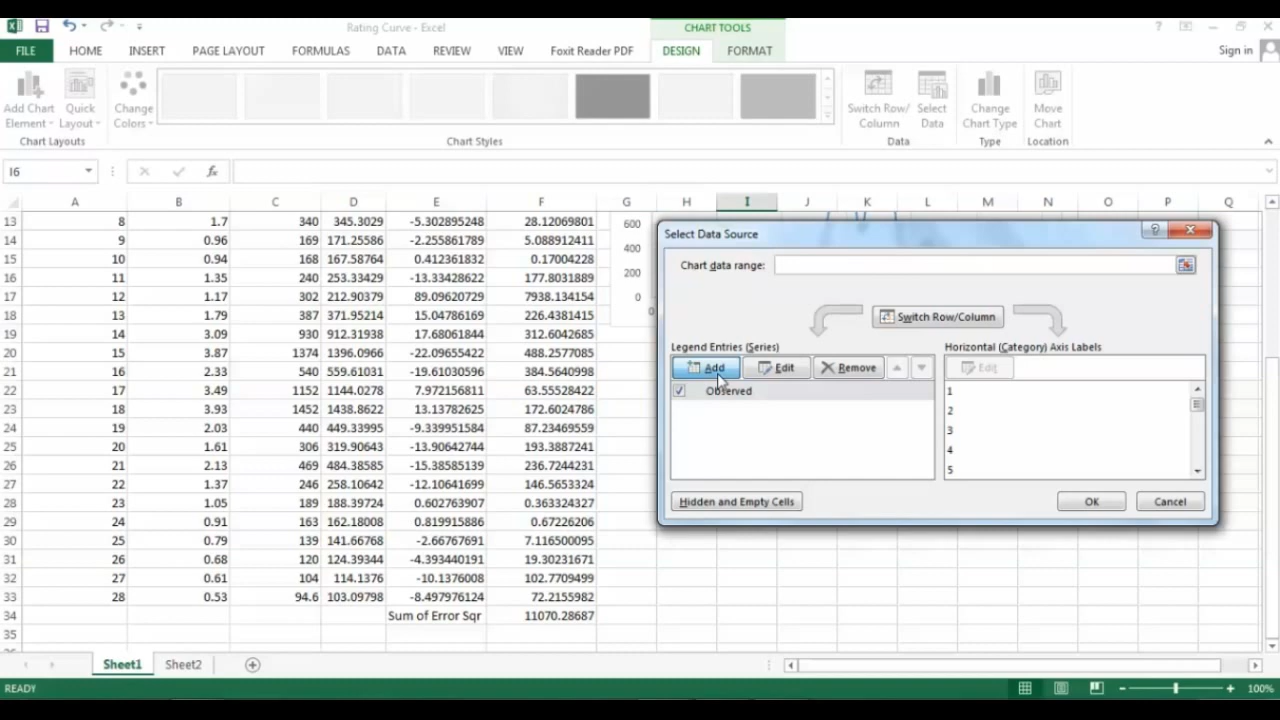 Rating Curve - Excel
CHART TOOLS
FILE HOME INSERT PAGE LAYOUT FORMULAS DATA REVIEW VIEW Foxit Reader PDF DESIGN FORMAT Sign in
Add Chart Element Quick Layout Change Colors Switch Row/ Column Select Data Change Chart Type Move Chart
Chart Layouts Chart Styles Data Type Location
I6 fx
A B C D E F G H I J K L M N O P Q
13 8 1.7 340 345.3029 -5.302895248 28.12069801
14 9 0.96 169 171.25586 -2.255861789 5.088912411
15 10 0.94 168 167.58764 0.412361832 0.17004228
16 11 1.35 240 253.33429 -13.33428622 177.8031889
17 12 1.17 302 212.90379 89.09620729 7938.134154
18 13 1.79 387 371.95214 15.04786169 226.4381415
19 14 3.09 930 912.31938 17.68061844 312.6042685
20 15 3.87 1374 1396.0966 -22.09655422 488.2577085
21 16 2.33 540 559.61031 -19.61030596 384.5640998
22 17 3.49 1152 1144.0278 7.972156811 63.55528422
23 18 3.93 1452 1438.8622 13.13782625 172.6024786
24 19 2.03 440 449.33995 -9.339951584 87.23469559
25 20 1.61 306 319.90643 -13.90642744 193.3887241
26 21 2.13 469 484.38585 -15.38585139 236.7244231
27 22 1.37 246 258.10642 -12.10641699 146.5653324
28 23 1.05 189 188.39724 0.602763907 0.363324327
29 24 0.91 163 162.18008 0.819915886 0.67226206
30 25 0.79 139 141.66768 -2.66767691 7.116500095
31 26 0.68 120 124.39344 -4.393440191 19.30231671
32 27 0.61 104 114.1376 -10.1376008 102.7709499
33 28 0.53 94.6 103.09798 -8.497976124 72.2155982
34 Sum of Error Sqr 11070.28687
35
600
400
200
0
0
Select Data Source
Chart data range:
Switch Row/Column
Legend Entries (Series) Horizontal (Category) Axis Labels
Add Edit Remove Edit
Observed
1
2
3
4
5
Hidden and Empty Cells OK Cancel
Sheet1 Sheet2
READY 100%